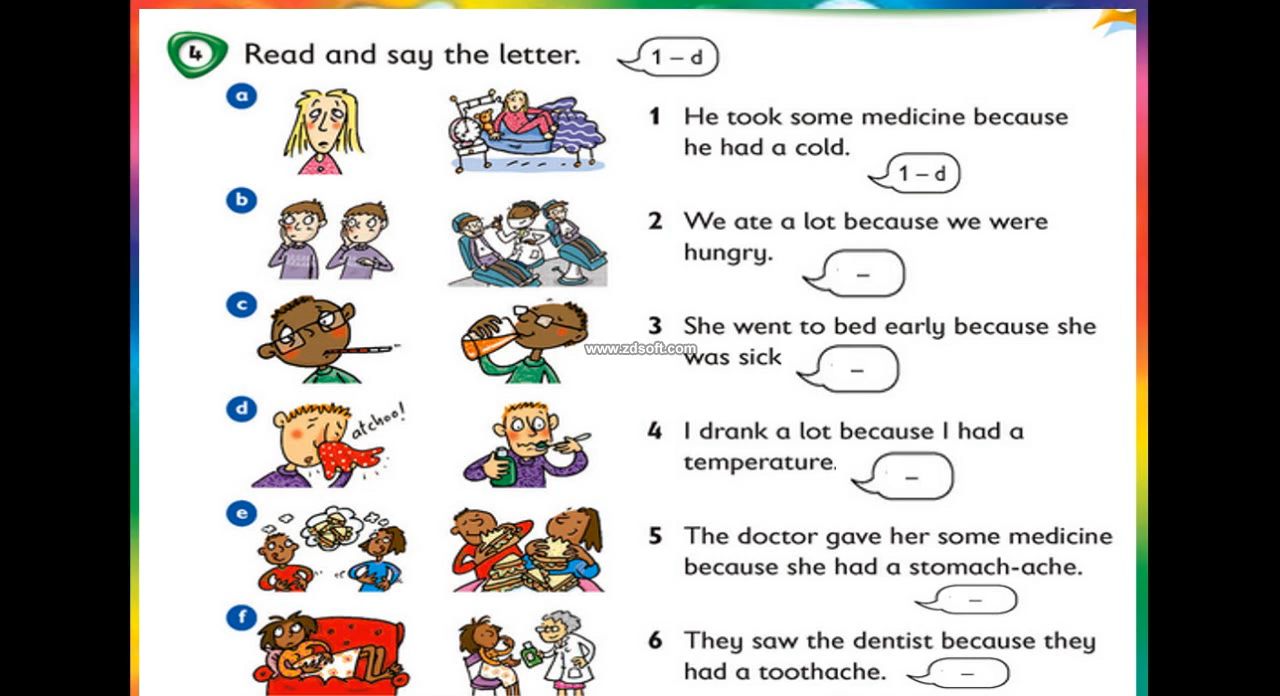 4 Read and say the letter. 1 – d
a
1 He took some medicine because
he had a cold.
1 – d
b
2 We ate a lot because we were
hungry.
–
c
3 She went to bed early because she
was sick
–
www.zdsoft.com
d
atchoo!
4 I drank a lot because I had a
temperature.
–
e
5 The doctor gave her some medicine
because she had a stomach-ache.
–
f
6 They saw the dentist because they
had a toothache.
–